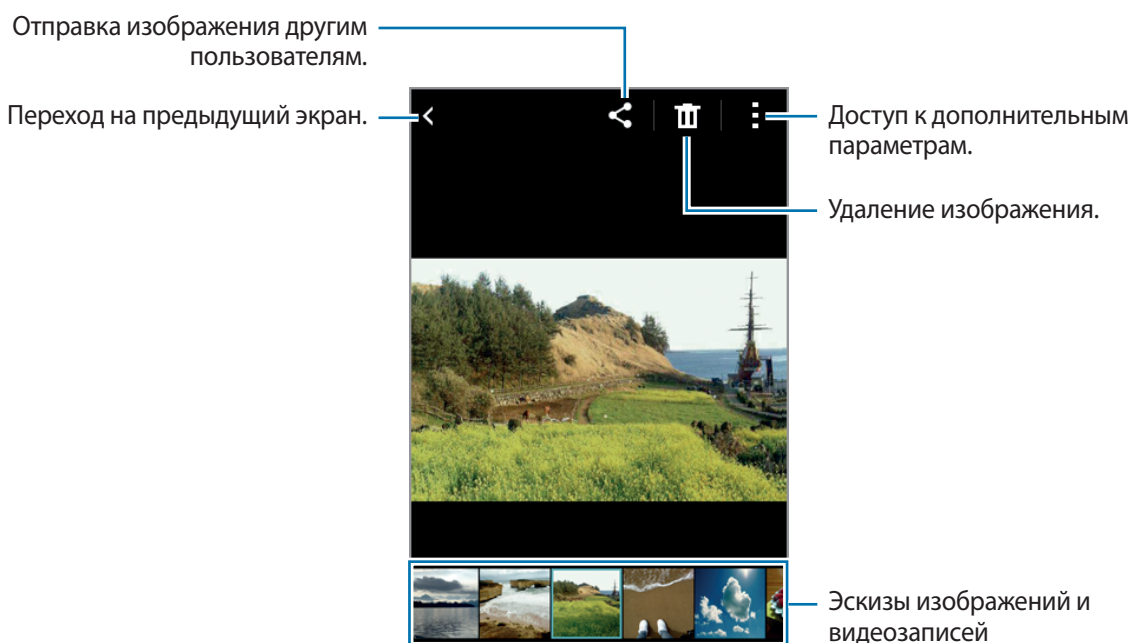 Отправка изображения другим
пользователям.
Переход на предыдущий экран.
Доступ к дополнительным
параметрам.
Удаление изображения.
Эскизы изображений и
видеозаписей